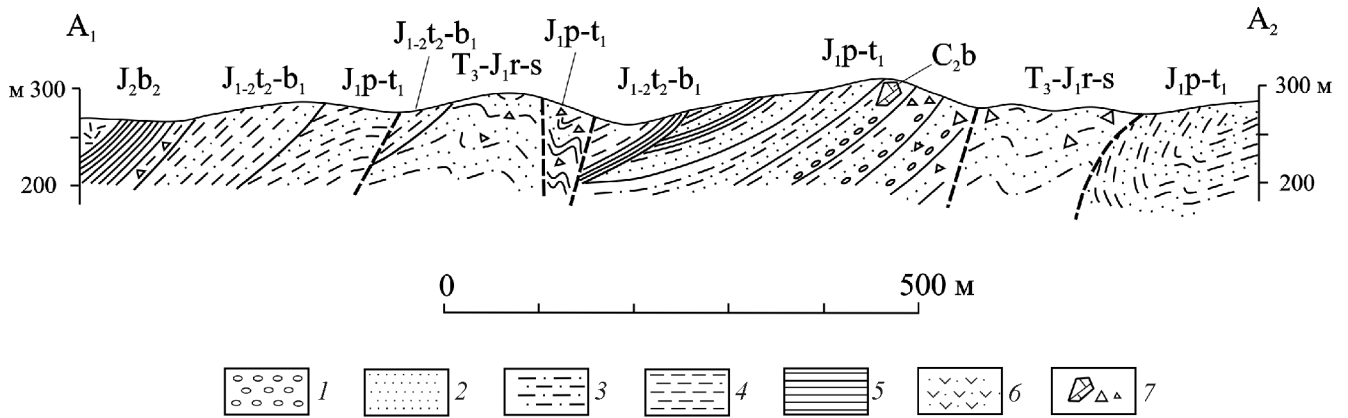 A₁ A₂
J₁₋₂t₂-b₁ J₁p-t₁
J₂b₂ J₁₋₂t₂-b₁ J₁p-t₁ T₃-J₁r-s J₁₋₂t₂-b₁ J₁p-t₁ C₂b T₃-J₁r-s J₁p-t₁
м 300 300 м
200 200
0 500 м
1 2 3 4 5 6 7